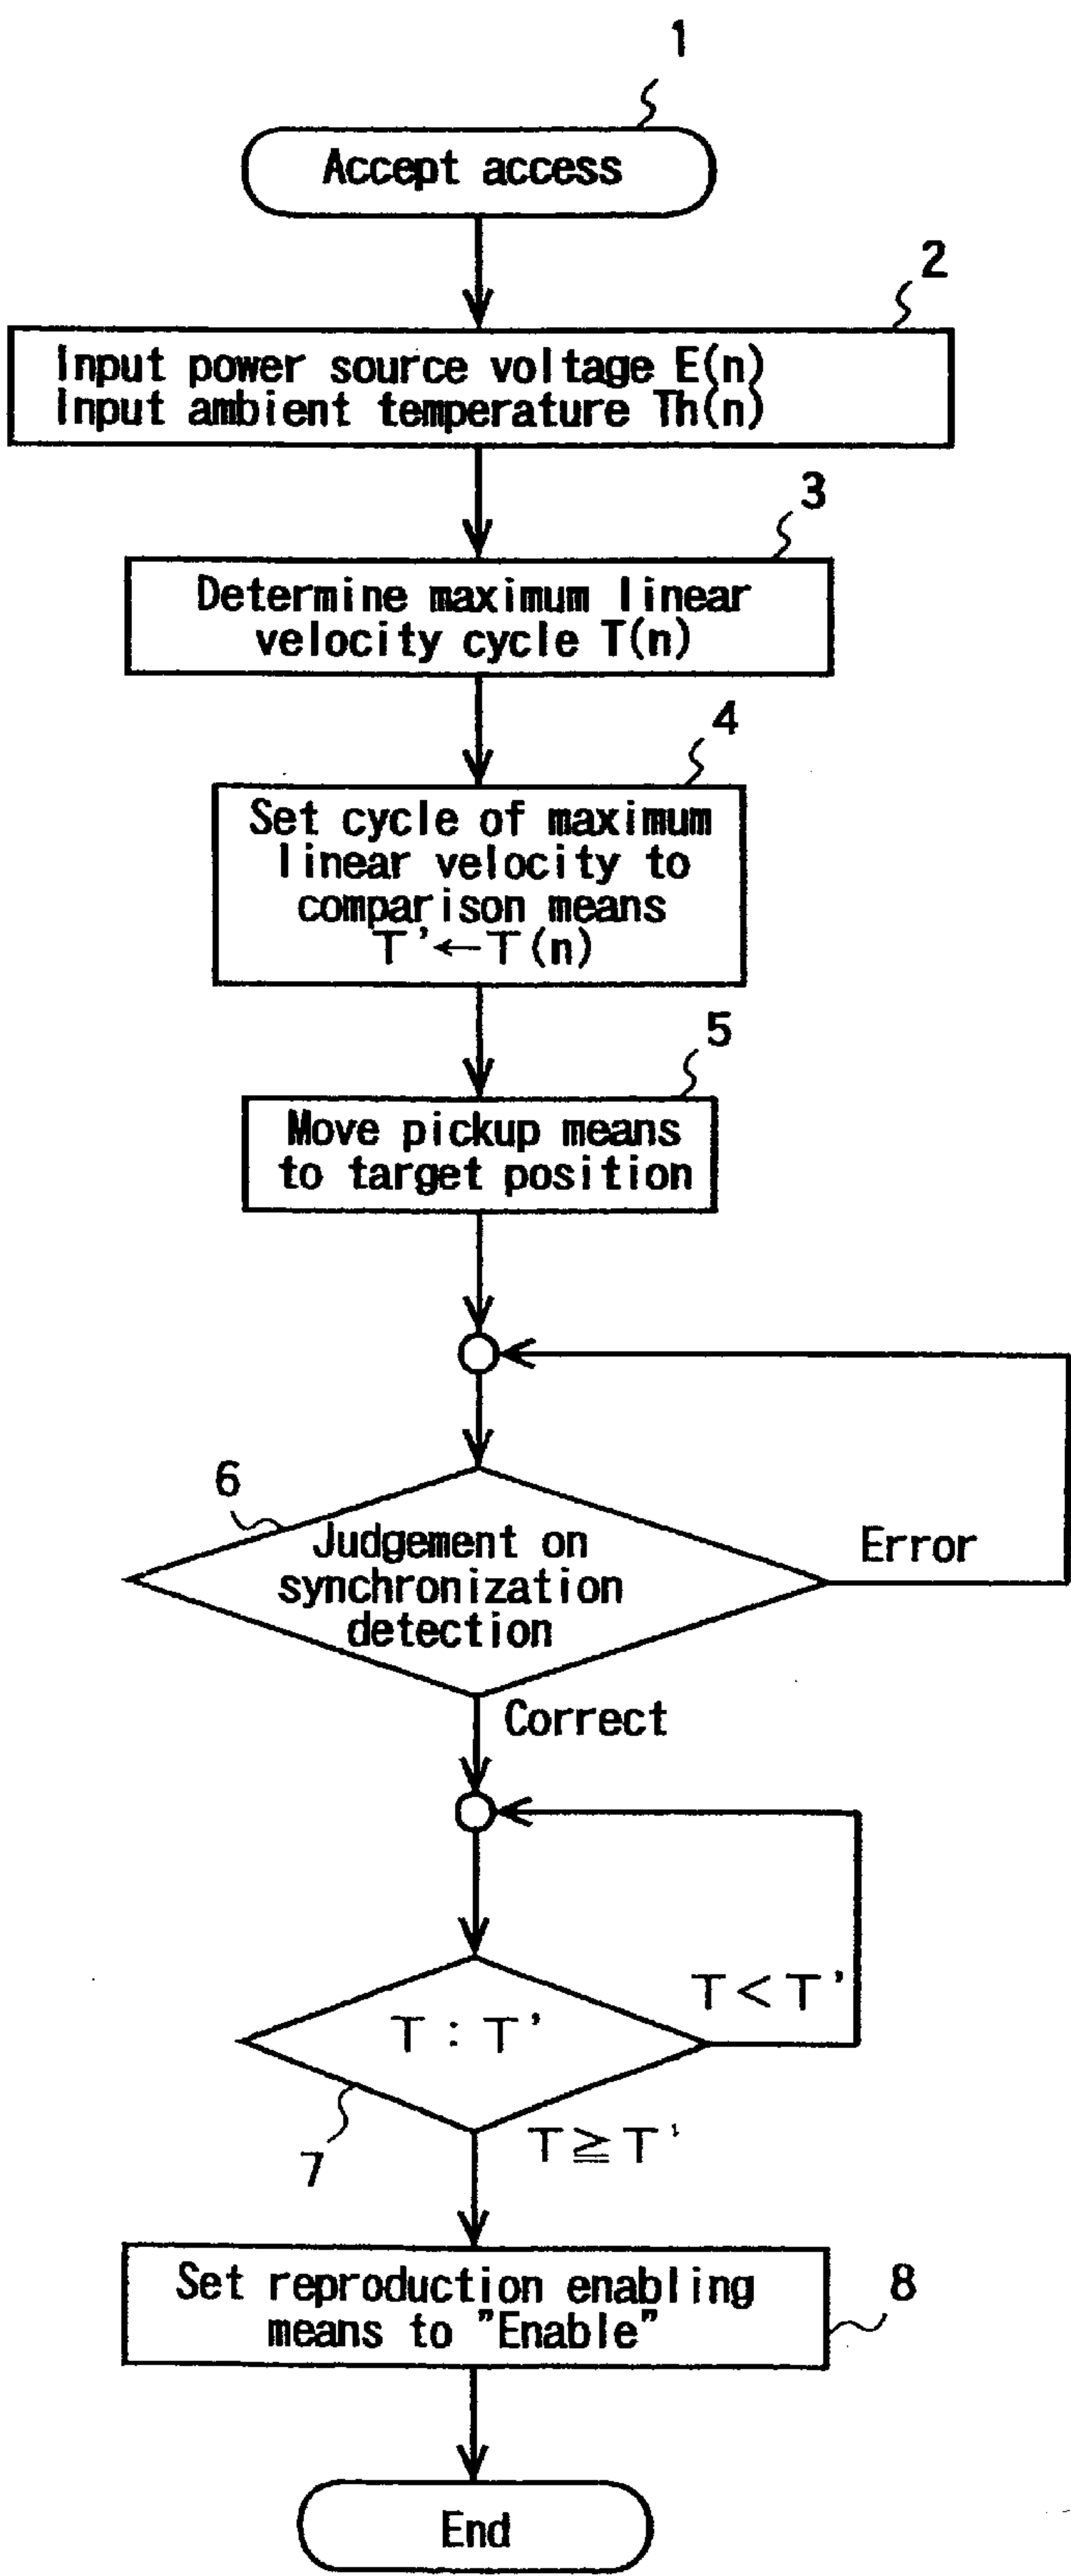 1
Accept access
2
Input power source voltage E(n)
Input ambient temperature Th(n)
3
Determine maximum linear
velocity cycle T(n)
4
Set cycle of maximum
linear velocity to
comparison means
T'←T(n)
5
Move pickup means
to target position
6
Judgement on
synchronization
detection
Error
Correct
T<T'
T:T'
7
T≧T'
Set reproduction enabling
means to "Enable"
8
End